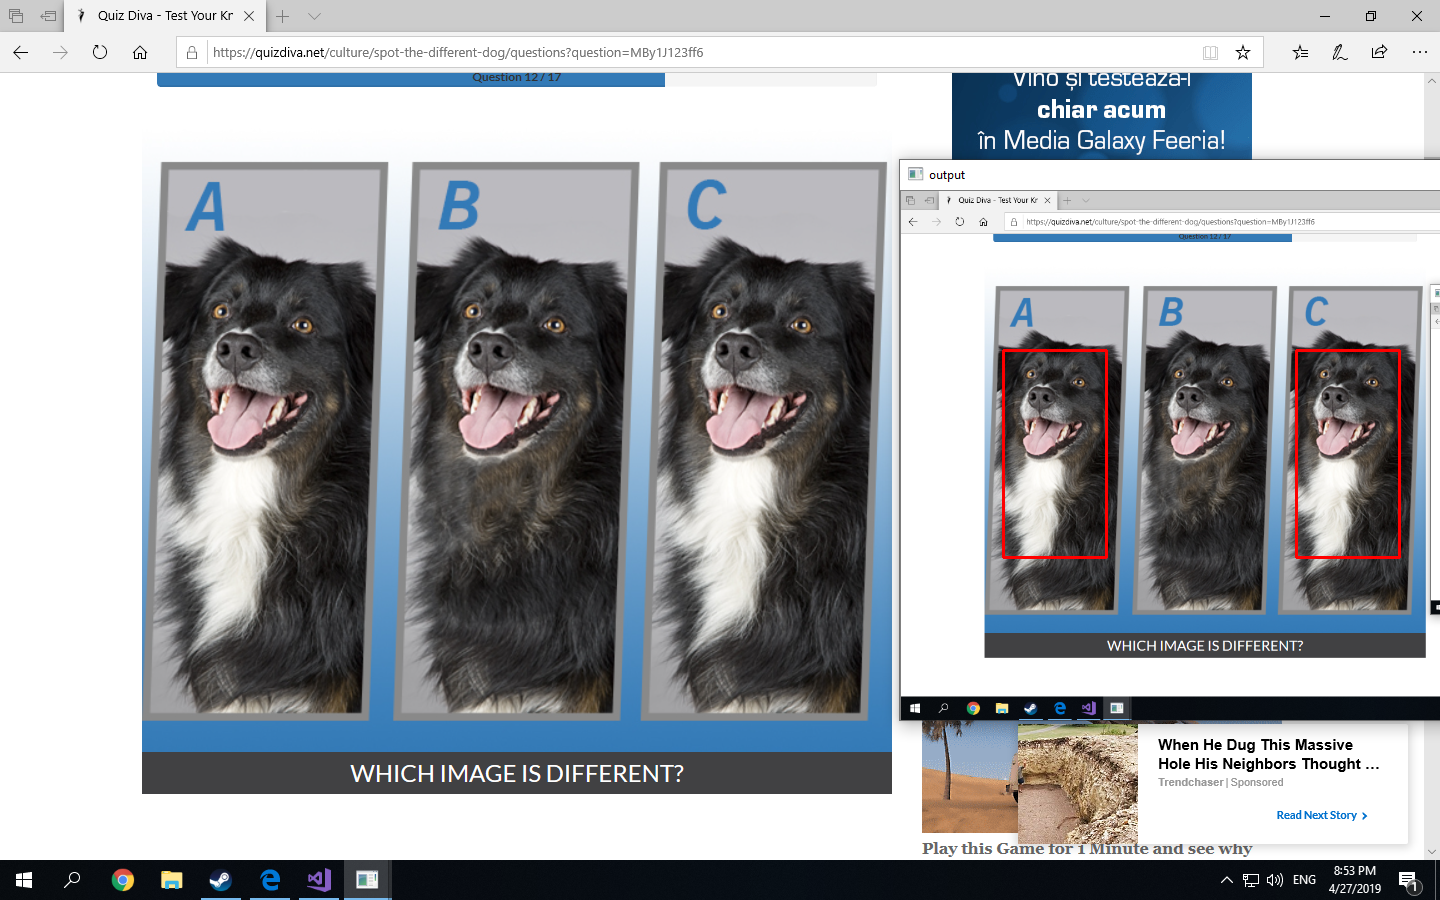 Quiz Diva - Test Your Kr
https://quizdiva.net/culture/spot-the-different-dog/questions?question=MBy1J123ff6
Question 12 / 17
Vino și testează-l
chiar acum
în Media Galaxy Feeria!
A
B
C
WHICH IMAGE IS DIFFERENT?
output
Quiz Diva - Test Your Kr
https://quizdiva.net/culture/spot-the-different-dog/questions?question=MBy1J123ff6
Question 12 / 17
A
B
C
WHICH IMAGE IS DIFFERENT?
When He Dug This Massive
Hole His Neighbors Thought ...
Trendchaser | Sponsored
Read Next Story
Play this Game for 1 Minute and see why
ENG
8:53 PM
4/27/2019
1